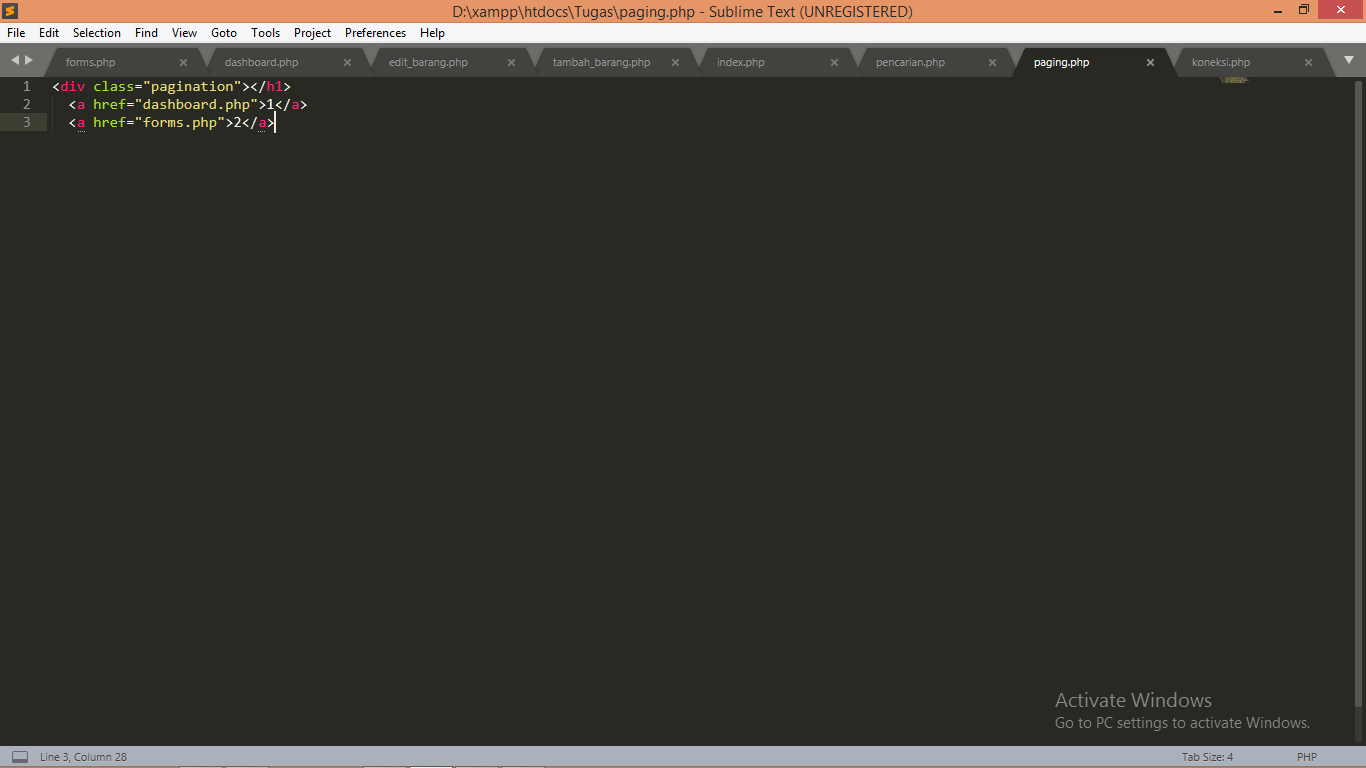 D:\xampp\htdocs\Tugas\paging.php - Sublime Text (UNREGISTERED)
File Edit Selection Find View Goto Tools Project Preferences Help
forms.php dashboard.php edit_barang.php tambah_barang.php index.php pencarian.php paging.php koneksi.php
1 <div class="pagination"></h1>
2 <a href="dashboard.php">1</a>
3 <a href="forms.php">2</a>
Activate Windows
Go to PC settings to activate Windows.
Line 3, Column 28 Tab Size: 4 PHP